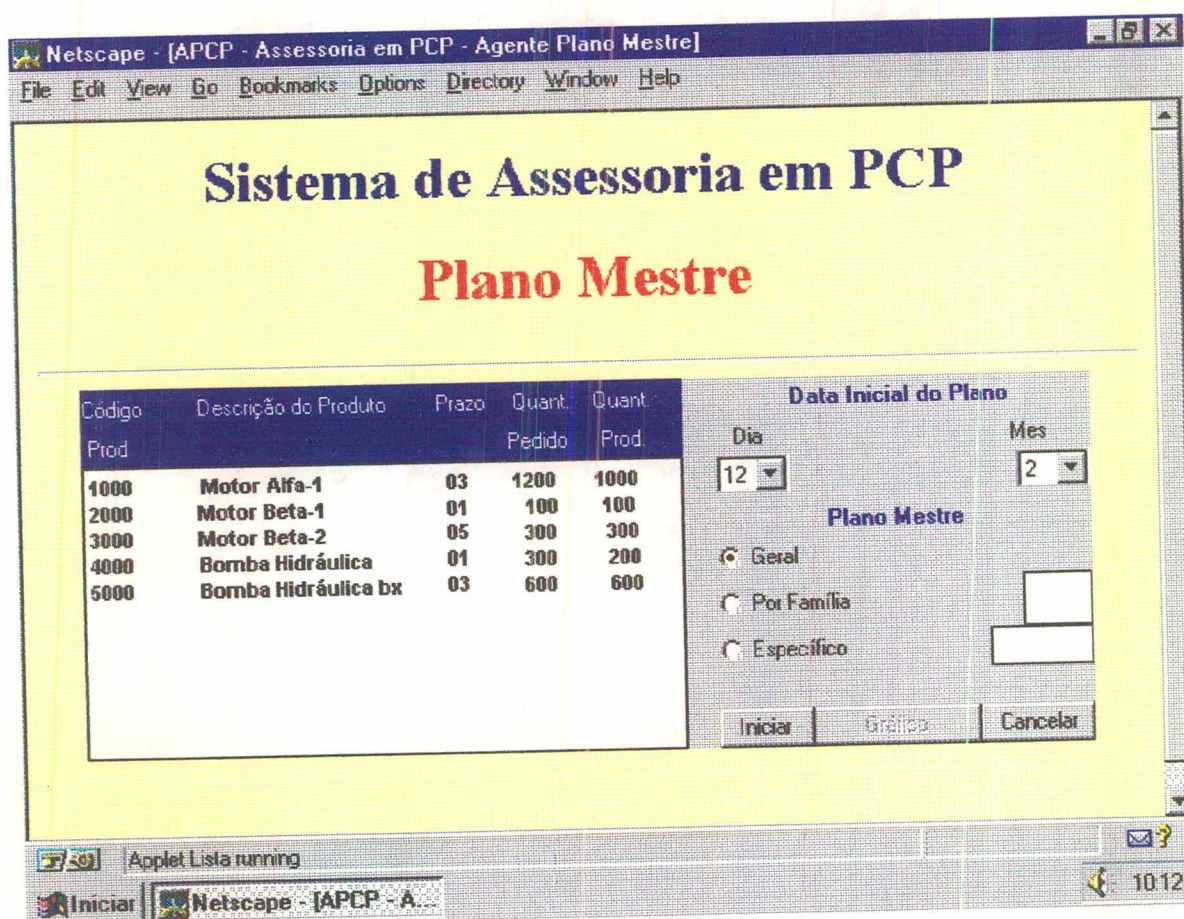 Netscape - [APCP - Assessoria em PCP - Agente Plano Mestre]
File Edit View Go Bookmarks Options Directory Window Help
Sistema de Assessoria em PCP
Plano Mestre
Código Prod Descrição do Produto Prazo Quant. Pedido Quant. Prod.
1000 Motor Alfa-1 03 1200 1000
2000 Motor Beta-1 01 100 100
3000 Motor Beta-2 05 300 300
4000 Bomba Hidráulica 01 300 200
5000 Bomba Hidráulica bx 03 600 600
Data Inicial do Plano
Dia Mes
12 2
Plano Mestre
Geral
Por Família
Específico
Iniciar Gráfico Cancelar
Applet Lista running
Iniciar Netscape - [APCP - A... 10:12